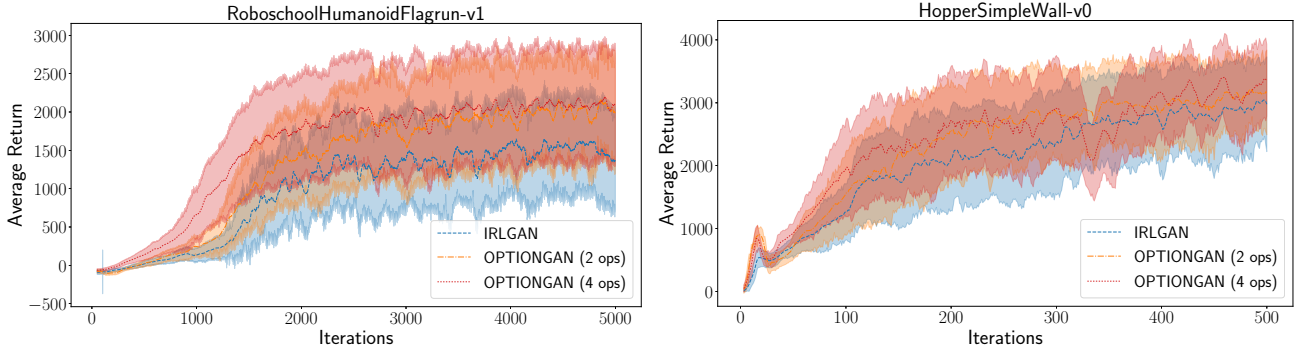 RoboschoolHumanoidFlagrun-v1
Average Return
3000
2500
2000
1500
1000
500
0
−500
0
1000
2000
3000
4000
5000
Iterations
IRLGAN
OPTIONGAN (2 ops)
OPTIONGAN (4 ops)
HopperSimpleWall-v0
Average Return
4000
3000
2000
1000
0
0
100
200
300
400
500
Iterations
IRLGAN
OPTIONGAN (2 ops)
OPTIONGAN (4 ops)